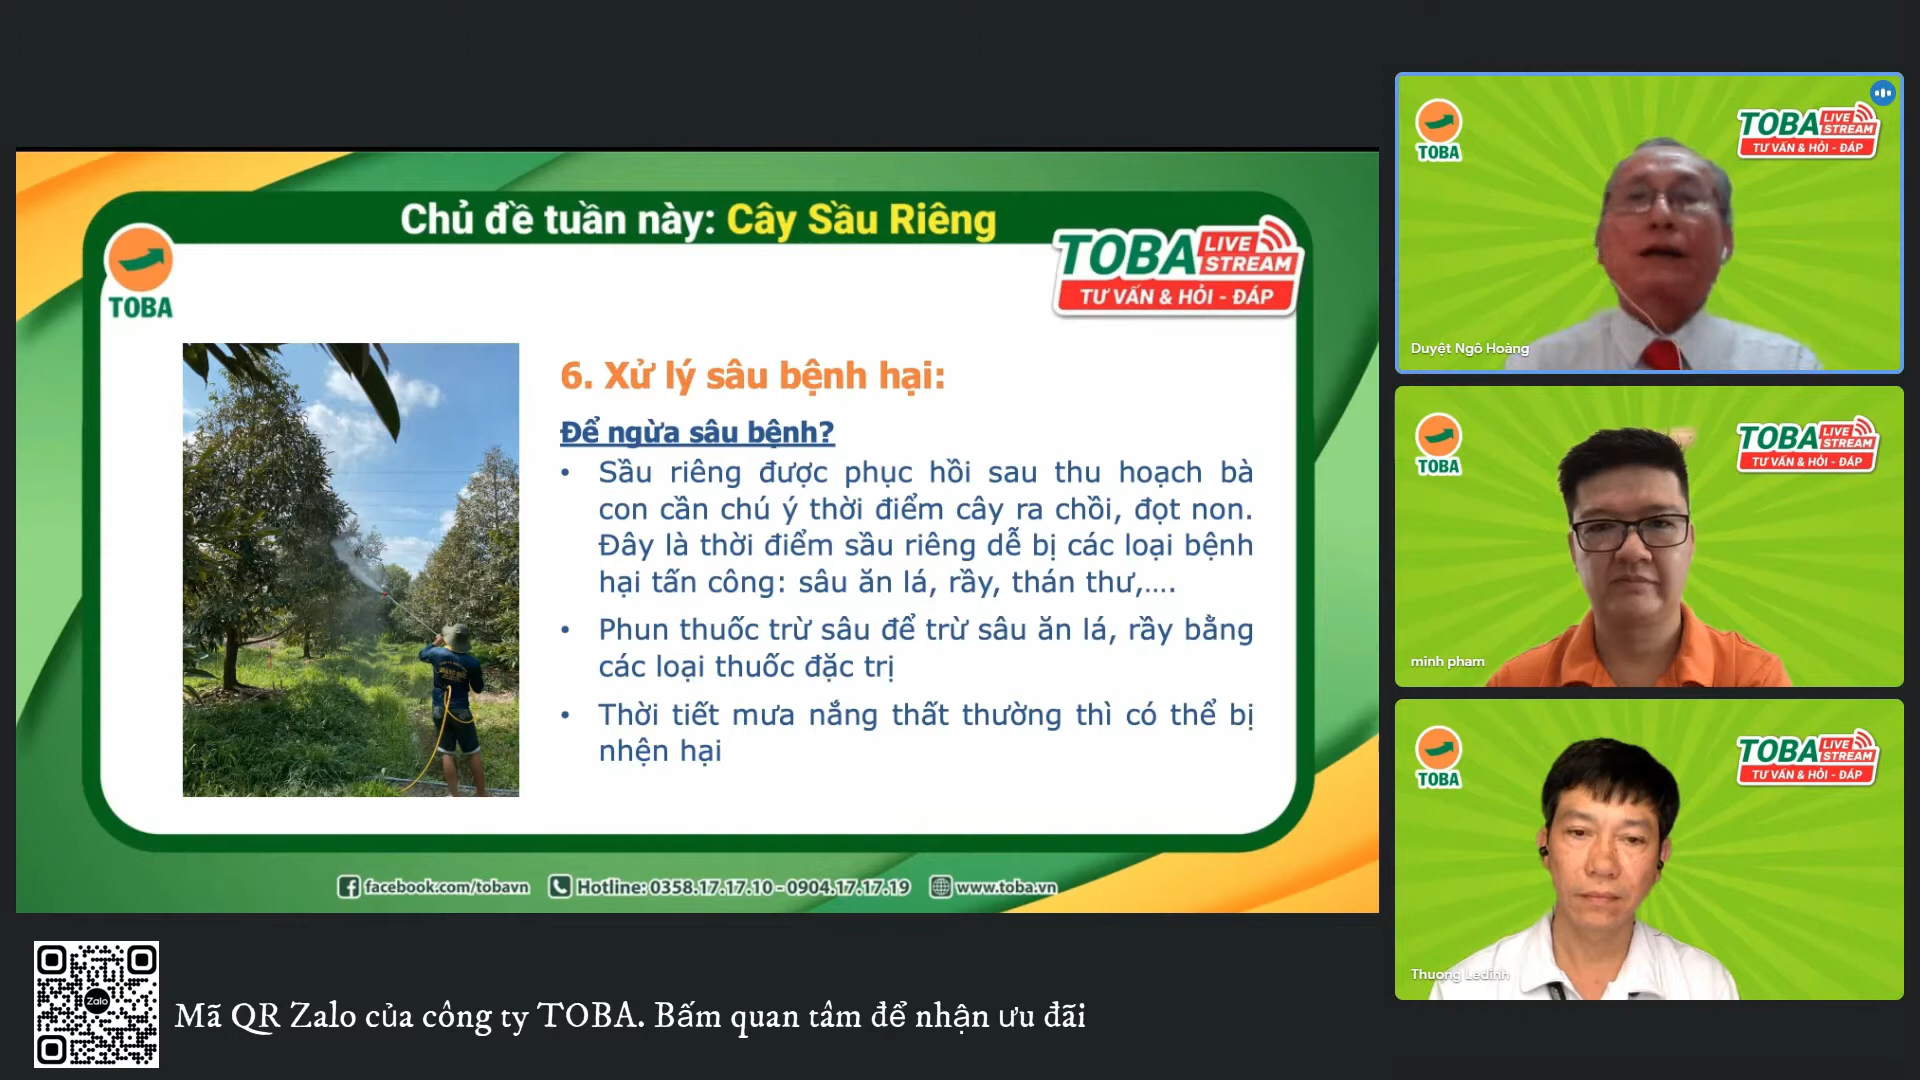 Chủ đề tuần này: Cây Sầu Riêng
TOBA
TOBA LIVE STREAM
TƯ VẤN & HỎI - ĐÁP
6. Xử lý sâu bệnh hại:
Để ngừa sâu bệnh?
• Sầu riêng được phục hồi sau thu hoạch bà
con cần chú ý thời điểm cây ra chồi, đọt non.
Đây là thời điểm sầu riêng dễ bị các loại bệnh
hại tấn công: sâu ăn lá, rầy, thán thư,….
• Phun thuốc trừ sâu để trừ sâu ăn lá, rầy bằng
các loại thuốc đặc trị
• Thời tiết mưa nắng thất thường thì có thể bị
nhện hại
facebook.com/tobavn Hotline: 0358.17.17.10 - 0904.17.17.19 www.toba.vn
Zalo
Mã QR Zalo của công ty TOBA. Bấm quan tâm để nhận ưu đãi
TOBA
TOBA LIVE STREAM
TƯ VẤN & HỎI - ĐÁP
Duyệt Ngô Hoàng
TOBA
TOBA LIVE STREAM
TƯ VẤN & HỎI - ĐÁP
minh pham
TOBA
TOBA LIVE STREAM
TƯ VẤN & HỎI - ĐÁP
Thuong Ledinh